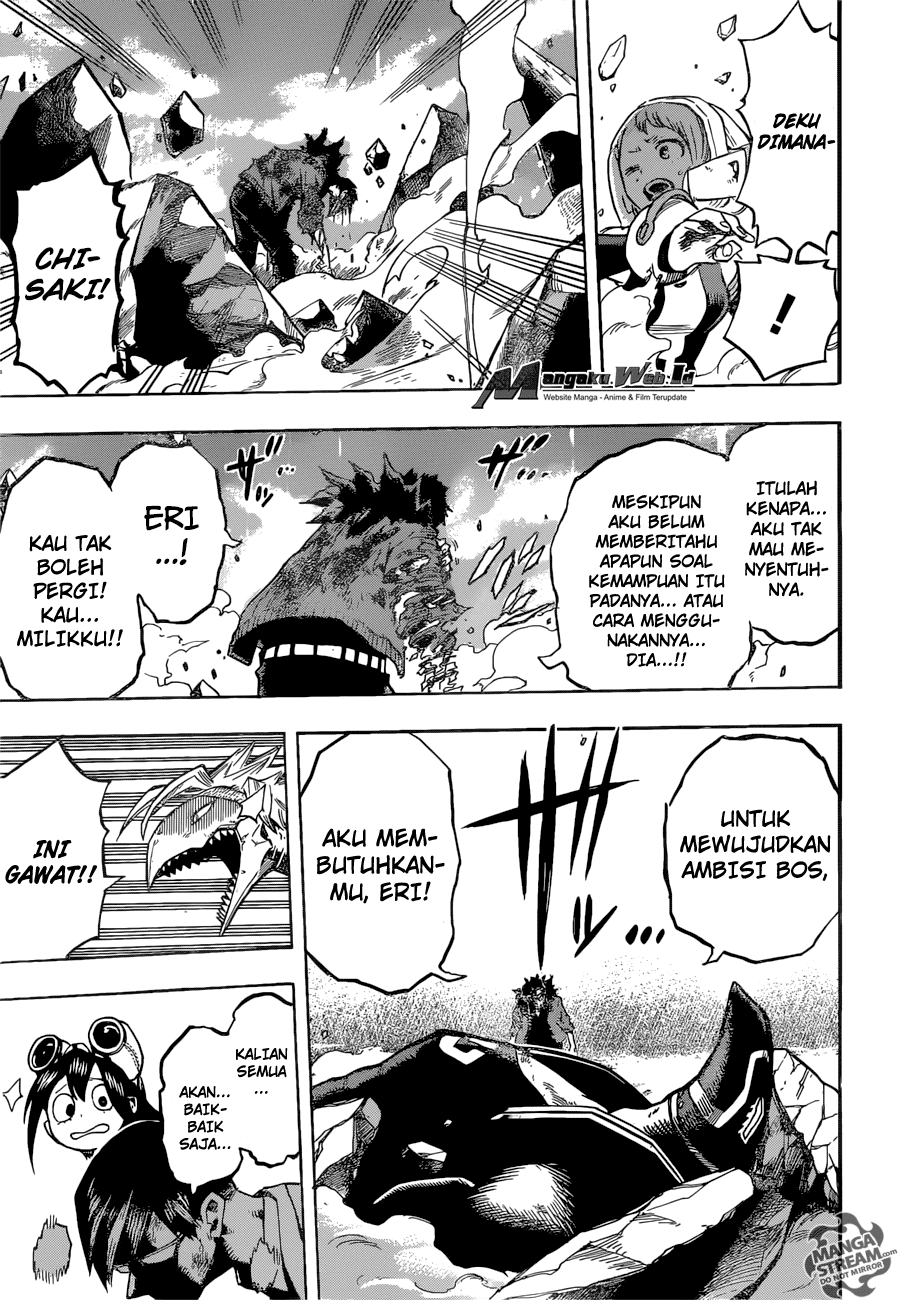 DEKU
DIMANA-
!
CHI-
SAKI!
Mangaku.Web.Id
Website Manga - Anime & Film Terupdate
ITULAH
KENAPA...
AKU TAK
MAU ME-
NYENTUH-
NYA.
MESKIPUN
AKU BELUM
MEMBERITAHU
APAPUN SOAL
KEMAMPUAN ITU
PADANYA... ATAU
CARA MENGGU-
NAKANNYA...
DIA...!!
ERI
...!
KAU TAK
BOLEH
PERGI!
KAU...
MILIKKU!!
UNTUK
MEWUJUDKAN
AMBISI BOS,
AKU MEM-
BUTUHKAN-
MU, ERI!
INI
GAWAT!!
KALIAN
SEMUA
...
AKAN...
BAIK-
BAIK
SAJA...
MANGA
STREAM.com
DO NOT MIRROR